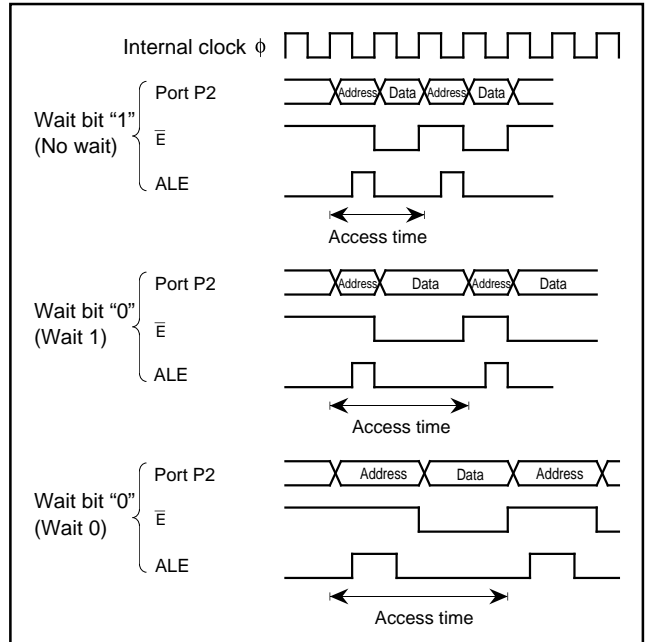 Internal clock ϕ
Wait bit “1”
(No wait)
Port P2
Address Data Address Data
E̅
ALE
Access time
Wait bit “0”
(Wait 1)
Port P2
Address Data Address Data
E̅
ALE
Access time
Wait bit “0”
(Wait 0)
Port P2
Address Data Address
E̅
ALE
Access time